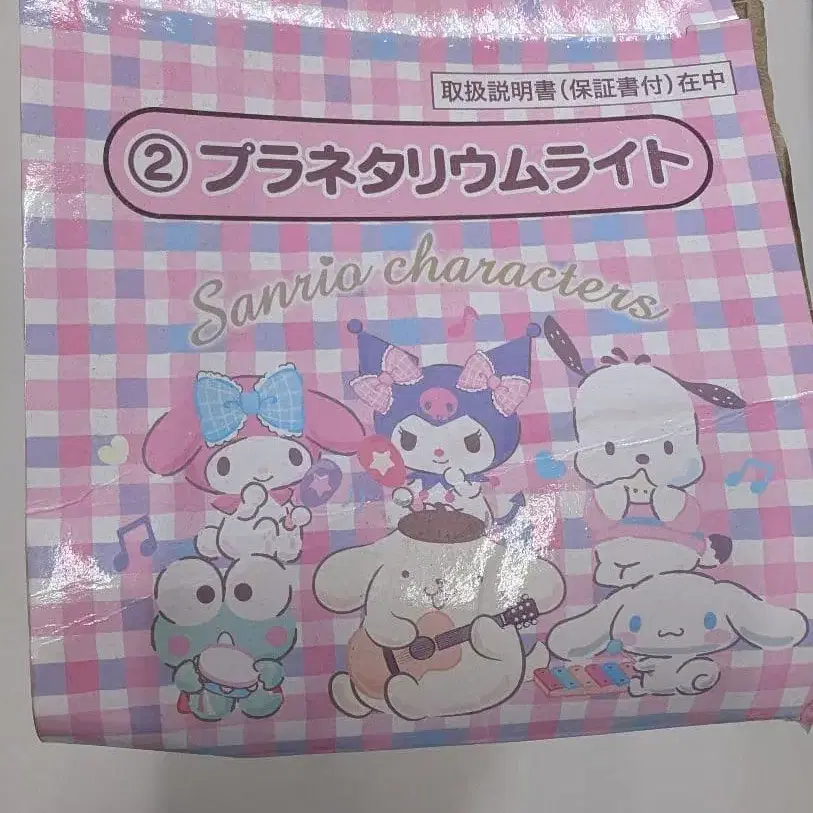 取扱説明書(保証書付)在中
②プラネタリウムライト
Sanrio characters